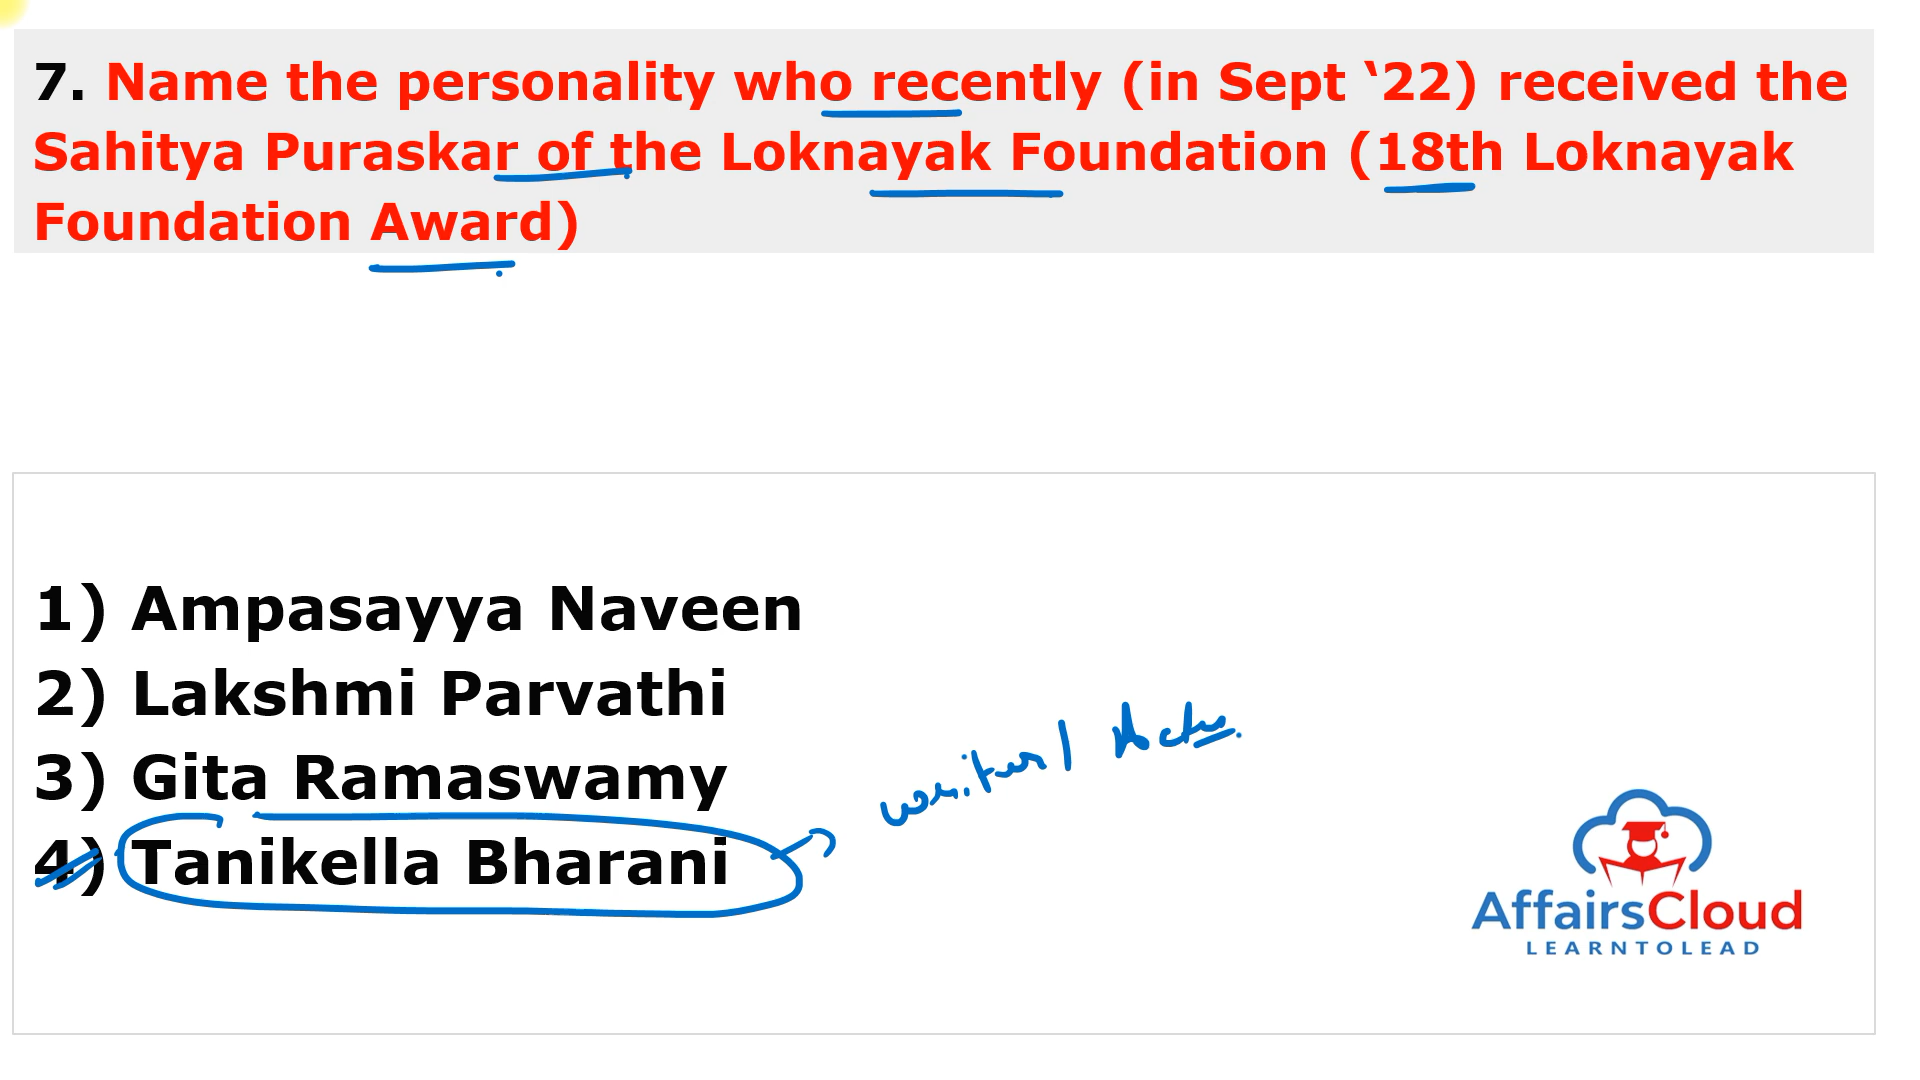 7. Name the personality who recently (in Sept ‘22) received the
Sahitya Puraskar of the Loknayak Foundation (18th Loknayak
Foundation Award)
1) Ampasayya Naveen
2) Lakshmi Parvathi
3) Gita Ramaswamy
4) Tanikella Bharani
writer / Actor
AffairsCloud
LEARNTOLEAD